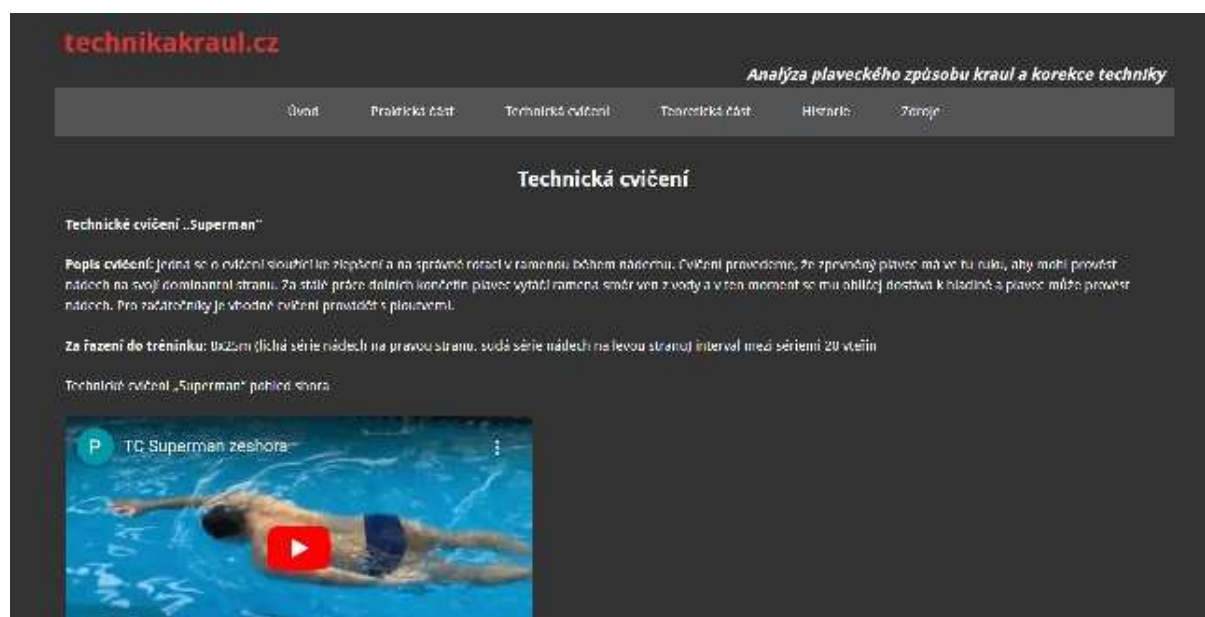 technikakraul.cz
Analýza plaveckého způsobu kraul a korekce techniky
Úvod Praktická část Technická cvičení Teoretická část Historie Zdroje
Technická cvičení
Technické cvičení „Superman“
Popis cvičení: Jedná se o cvičení sloužící ke zlepšení a na správné rotaci v ramenou během nádechu. Cvičení provedeme, že zpevněný plavec má ve tu ruku, aby mohl provést
nádech na svojí dominantní stranu. Za stálé práce dolních končetin plavec vytáčí ramena směr ven z vody a v ten moment se mu obličej dostává k hladině a plavec může provést
nádech. Pro začátečníky je vhodné cvičení provádět s ploutvemi.
Za řazení do tréninku: 8x25m (lichá série nádech na pravou stranu, sudá série nádech na levou stranu) interval mezi sériemi 20 vteřin
Technické cvičení „Superman“ pohled shora
P TC Superman zeshora